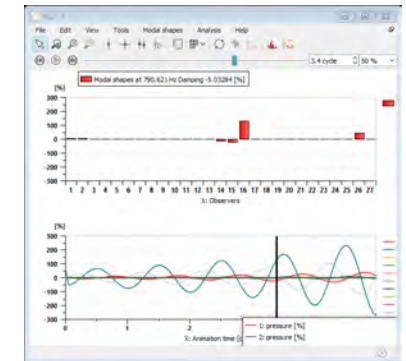 File Edit View Tools Modal shapes Analysis Help
3.4 cycle 50 %
Modal shapes at 790.621 Hz Damping -5.03284 [%]
[%]
300
200
100
0
-100
-200
-300
1 2 3 4 5 6 7 8 9 10 11 12 13 14 15 16 17 18 19 20 21 22 23 24 25 26 27
X: Observers
[%]
300
200
100
0
-100
-200
-300
0 1 2 3
X: Animation time [c
1: pressure [%]
2: pressure [%]